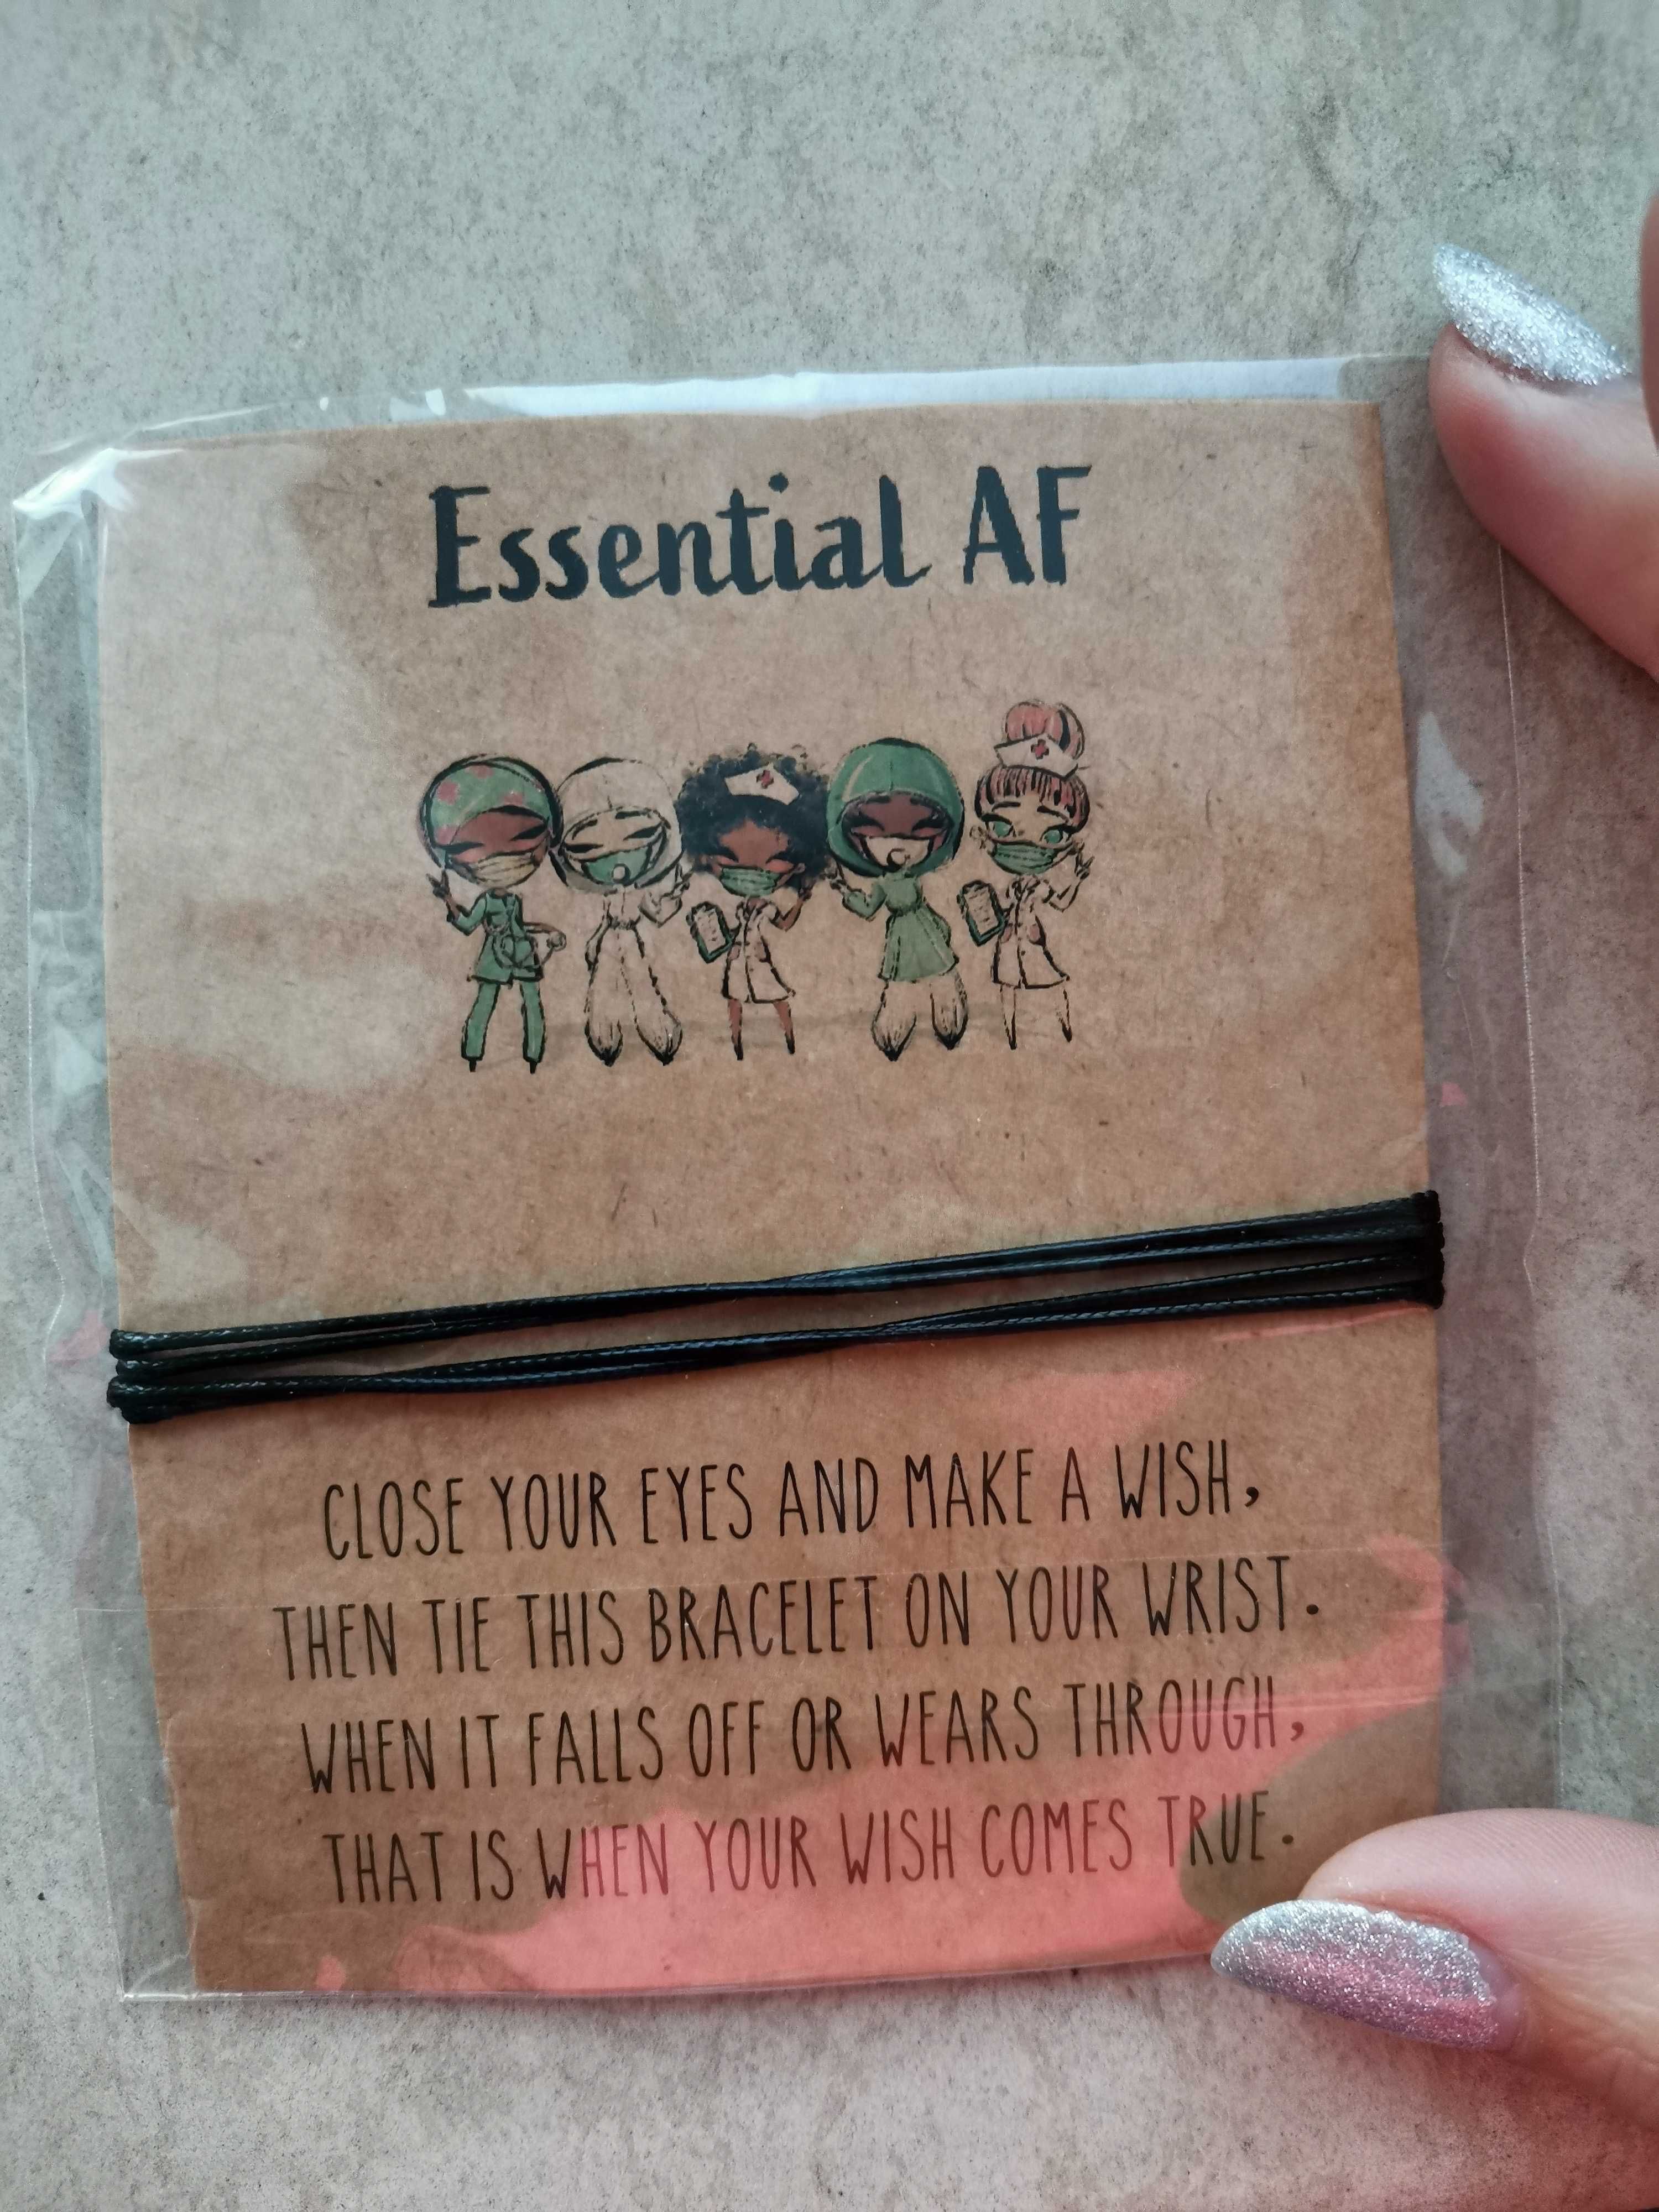 Essential AF
CLOSE YOUR EYES AND MAKE A WISH,
THEN TIE THIS BRACELET ON YOUR WRIST.
WHEN IT FALLS OFF OR WEARS THROUGH,
THAT IS WHEN YOUR WISH COMES TRUE.